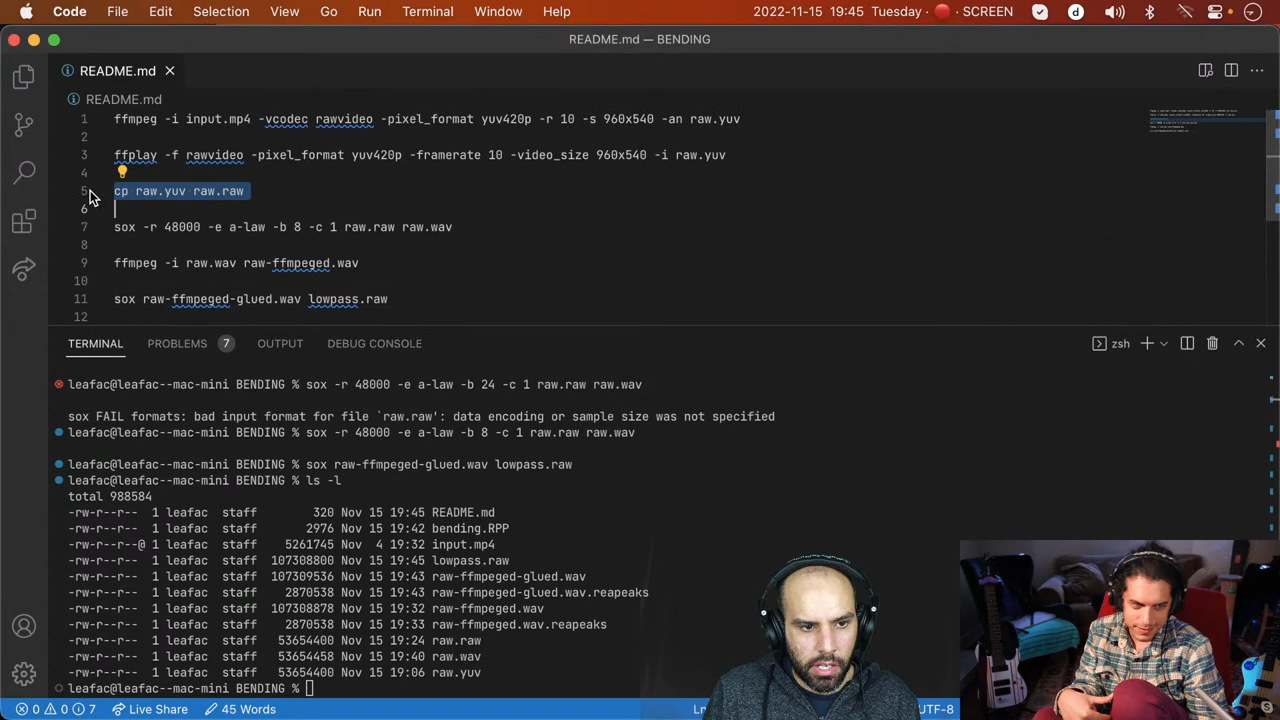 Code File Edit Selection View Go Run Terminal Window Help 2022-11-15 19:45 Tuesday SCREEN d
README.md — BENDING
README.md
README.md
1 ffmpeg -i input.mp4 -vcodec rawvideo -pixel_format yuv420p -r 10 -s 960x540 -an raw.yuv
2
3 ffplay -f rawvideo -pixel_format yuv420p -framerate 10 -video_size 960x540 -i raw.yuv
4
5 cp raw.yuv raw.raw
6
7 sox -r 48000 -e a-law -b 8 -c 1 raw.raw raw.wav
8
9 ffmpeg -i raw.wav raw-ffmpeged.wav
10
11 sox raw-ffmpeged-glued.wav lowpass.raw
12
TERMINAL PROBLEMS 7 OUTPUT DEBUG CONSOLE zsh
leafac@leafac--mac-mini BENDING % sox -r 48000 -e a-law -b 24 -c 1 raw.raw raw.wav
sox FAIL formats: bad input format for file `raw.raw': data encoding or sample size was not specified
leafac@leafac--mac-mini BENDING % sox -r 48000 -e a-law -b 8 -c 1 raw.raw raw.wav
leafac@leafac--mac-mini BENDING % sox raw-ffmpeged-glued.wav lowpass.raw
leafac@leafac--mac-mini BENDING % ls -l
total 988584
-rw-r--r-- 1 leafac staff 320 Nov 15 19:45 README.md
-rw-r--r-- 1 leafac staff 2976 Nov 15 19:42 bending.RPP
-rw-r--r--@ 1 leafac staff 5261745 Nov 4 19:32 input.mp4
-rw-r--r-- 1 leafac staff 107308800 Nov 15 19:45 lowpass.raw
-rw-r--r-- 1 leafac staff 107309536 Nov 15 19:43 raw-ffmpeged-glued.wav
-rw-r--r-- 1 leafac staff 2870538 Nov 15 19:43 raw-ffmpeged-glued.wav.reapeaks
-rw-r--r-- 1 leafac staff 107308878 Nov 15 19:32 raw-ffmpeged.wav
-rw-r--r-- 1 leafac staff 2870538 Nov 15 19:33 raw-ffmpeged.wav.reapeaks
-rw-r--r-- 1 leafac staff 53654400 Nov 15 19:24 raw.raw
-rw-r--r-- 1 leafac staff 53654458 Nov 15 19:40 raw.wav
-rw-r--r-- 1 leafac staff 53654400 Nov 15 19:06 raw.yuv
leafac@leafac--mac-mini BENDING %
0 0 7 Live Share 45 Words Ln UTF-8